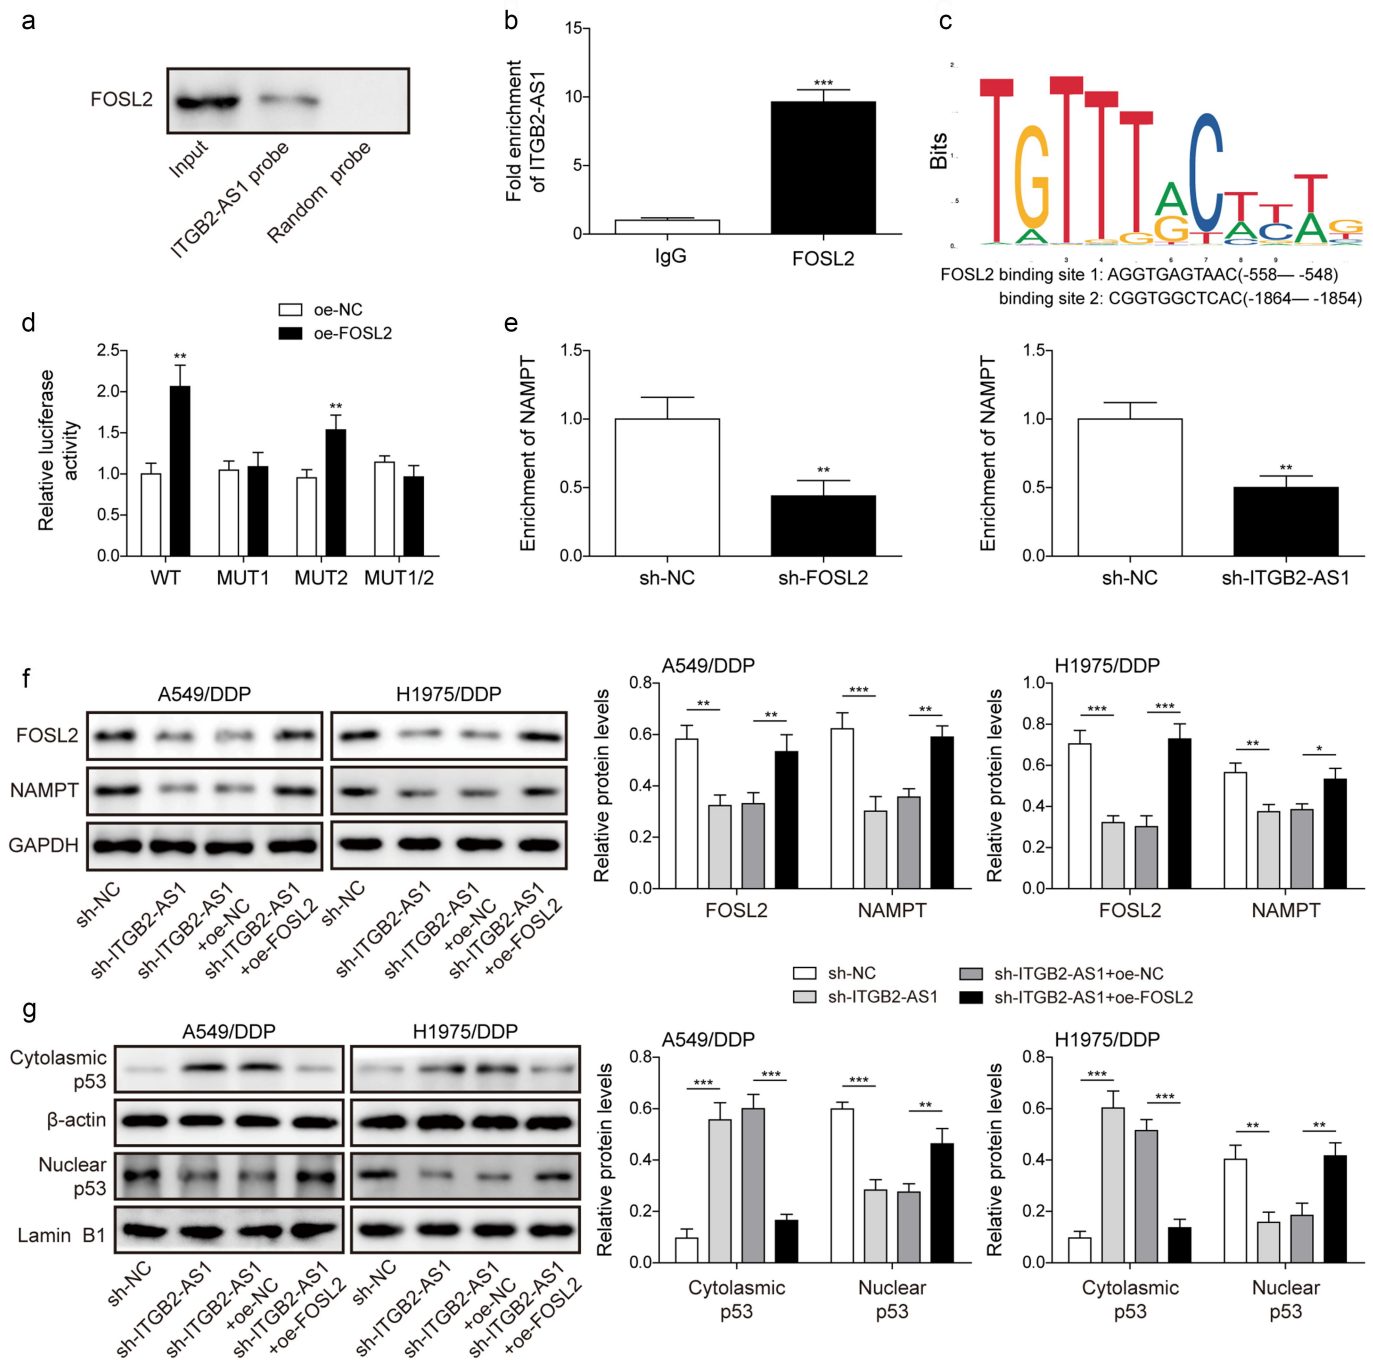 a
FOSL2
Input
ITGB2-AS1 probe
Random probe
b
Fold enrichment
of ITGB2-AS1
15
10
5
0
***
IgG
FOSL2
c
Bits
2
1
.5
0
3 4 6 7 8 9
FOSL2 binding site 1: AGGTGAGTAAC(-558— -548)
binding site 2: CGGTGGCTCAC(-1864— -1854)
d
oe-NC
oe-FOSL2
Relative luciferase
activity
2.5
2.0
1.5
1.0
0.5
0.0
**
**
WT
MUT1
MUT2
MUT1/2
e
Enrichment of NAMPT
1.5
1.0
0.5
0.0
**
sh-NC
sh-FOSL2
Enrichment of NAMPT
1.5
1.0
0.5
0.0
**
sh-NC
sh-ITGB2-AS1
f
A549/DDP
H1975/DDP
FOSL2
NAMPT
GAPDH
sh-NC
sh-ITGB2-AS1
sh-ITGB2-AS1
+oe-NC
sh-ITGB2-AS1
+oe-FOSL2
sh-NC
sh-ITGB2-AS1
sh-ITGB2-AS1
+oe-NC
sh-ITGB2-AS1
+oe-FOSL2
A549/DDP
Relative protein levels
0.8
0.6
0.4
0.2
0.0
**
**
***
**
FOSL2
NAMPT
H1975/DDP
Relative protein levels
1.0
0.8
0.6
0.4
0.2
0.0
***
***
**
*
FOSL2
NAMPT
sh-NC
sh-ITGB2-AS1
sh-ITGB2-AS1+oe-NC
sh-ITGB2-AS1+oe-FOSL2
g
A549/DDP
H1975/DDP
Cytolasmic
p53
β-actin
Nuclear
p53
Lamin B1
sh-NC
sh-ITGB2-AS1
sh-ITGB2-AS1
+oe-NC
sh-ITGB2-AS1
+oe-FOSL2
sh-NC
sh-ITGB2-AS1
sh-ITGB2-AS1
+oe-NC
sh-ITGB2-AS1
+oe-FOSL2
A549/DDP
Relative protein levels
0.8
0.6
0.4
0.2
0.0
***
***
***
**
Cytolasmic
p53
Nuclear
p53
H1975/DDP
Relative protein levels
0.8
0.6
0.4
0.2
0.0
***
***
**
**
Cytolasmic
p53
Nuclear
p53